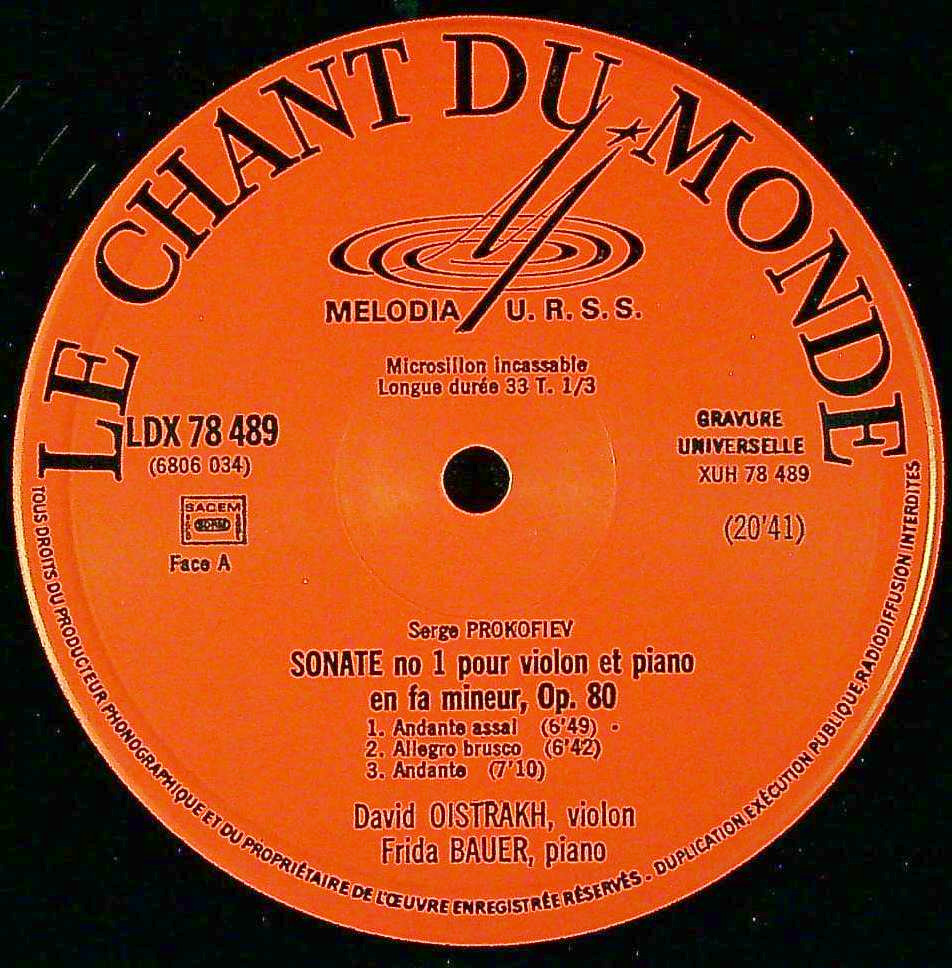 LE CHANT DU MONDE
MELODIA U. R. S. S.
Microsillon incassable
Longue durée 33 T. 1/3
LDX 78 489
(6806 034)
SACEM
Face A
GRAVURE
UNIVERSELLE
XUH 78 489
(20'41)
Serge PROKOFIEV
SONATE no 1 pour violon et piano
en fa mineur, Op. 80
1. Andante assai (6'49)
2. Allegro brusco (6'42)
3. Andante (7'10)
David OISTRAKH, violon
Frida BAUER, piano
TOUS DROITS DU PRODUCTEUR PHONOGRAPHIQUE ET DU PROPRIÉTAIRE DE L'ŒUVRE ENREGISTRÉE RÉSERVÉS - DUPLICATION, EXÉCUTION PUBLIQUE, RADIODIFFUSION INTERDITES